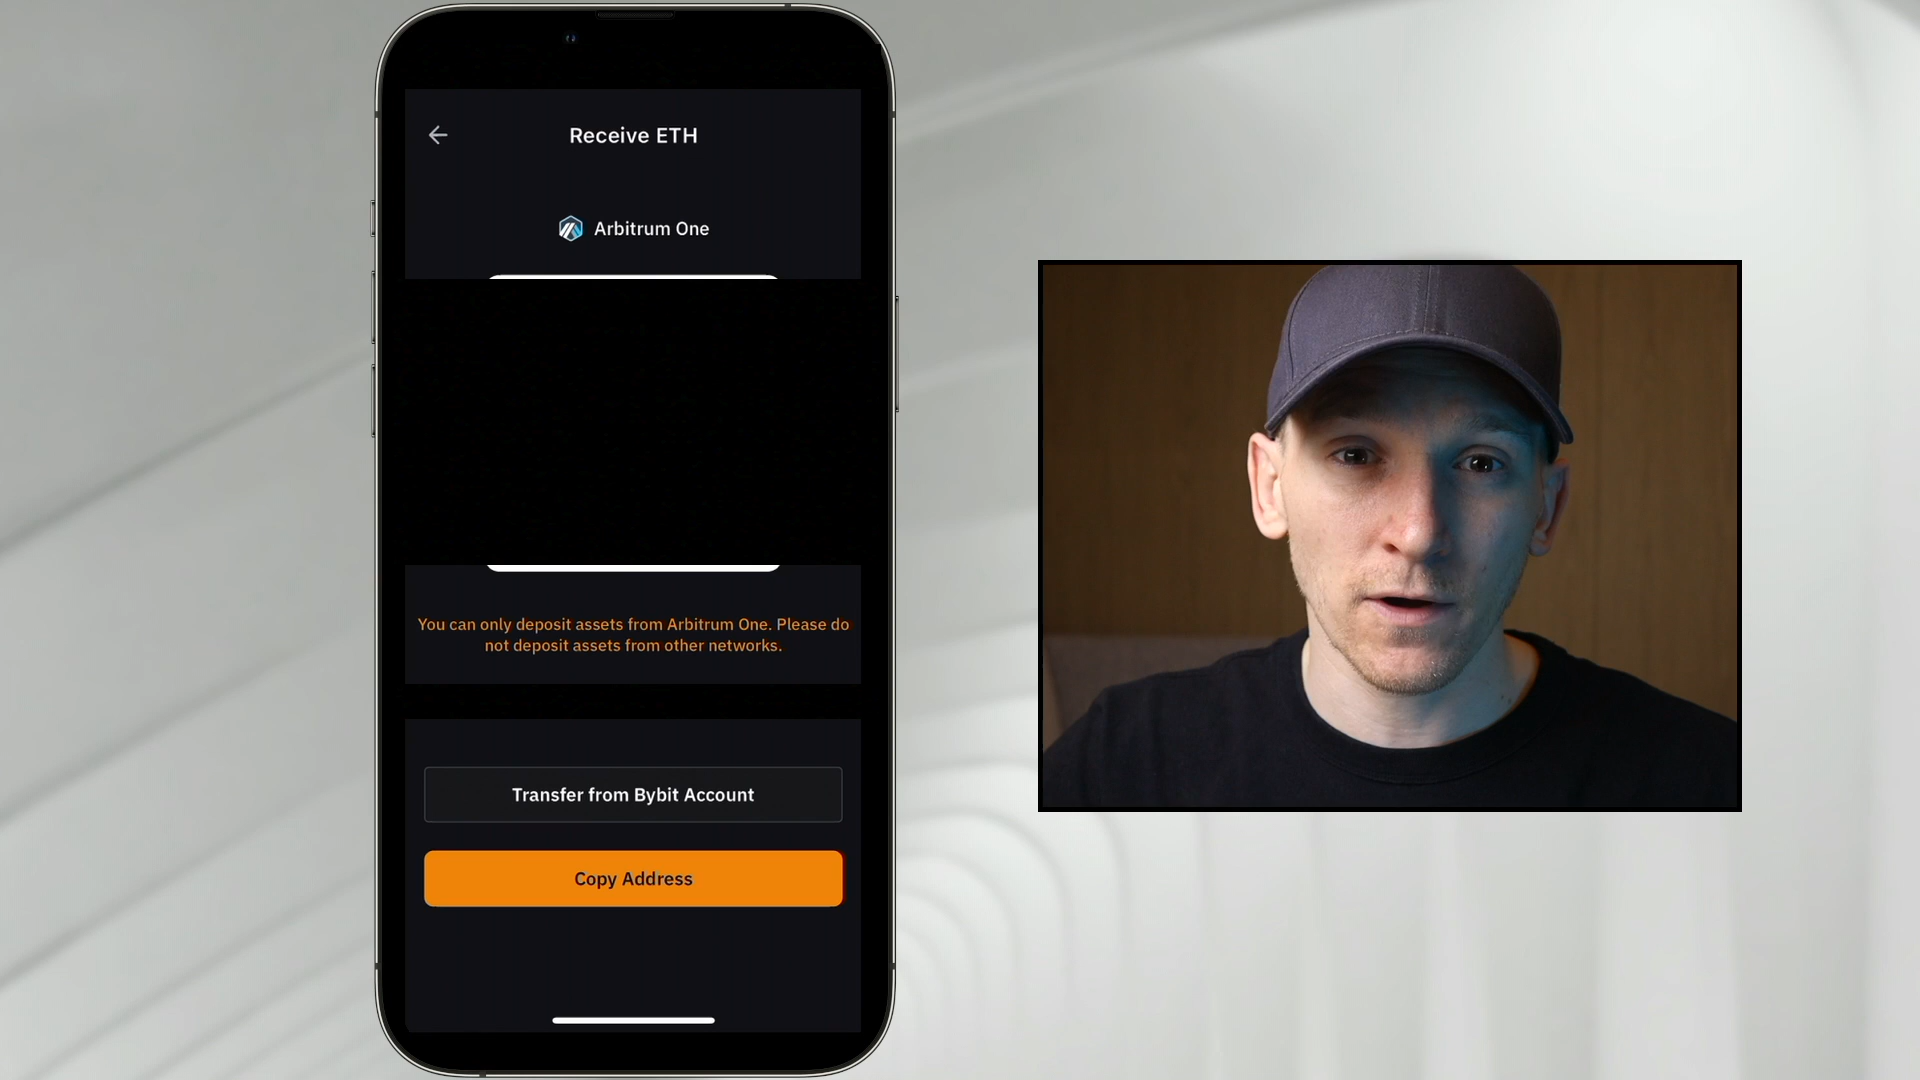 Receive ETH
Arbitrum One
You can only deposit assets from Arbitrum One. Please do
not deposit assets from other networks.
Transfer from Bybit Account
Copy Address